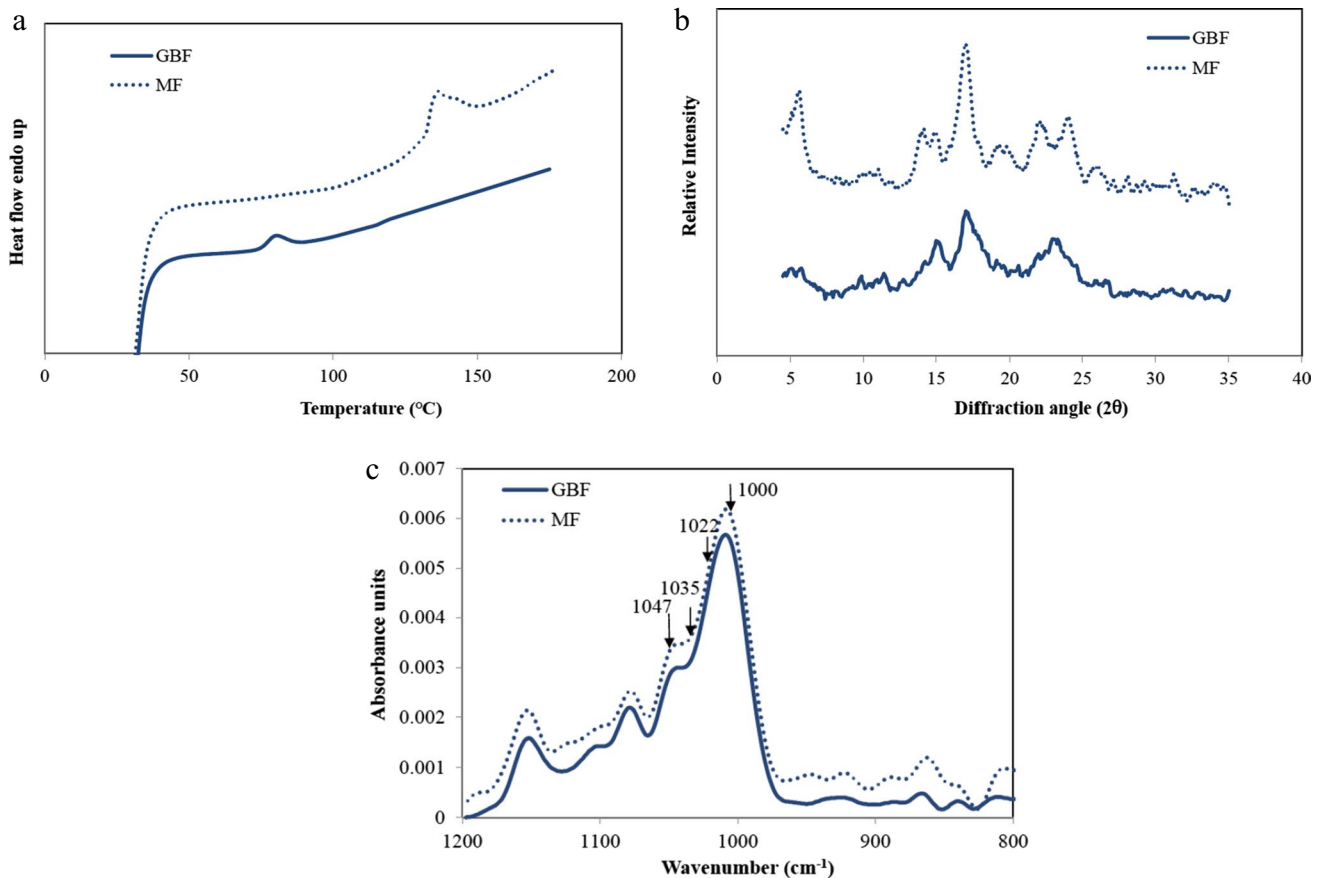 a
GBF
MF
Heat flow endo up
0 50 100 150 200
Temperature (°C)
b
GBF
MF
Relative Intensity
0 5 10 15 20 25 30 35 40
Diffraction angle (2θ)
c
GBF
MF
1000
1022
1035
1047
Absorbance units
0.007
0.006
0.005
0.004
0.003
0.002
0.001
0
1200 1100 1000 900 800
Wavenumber (cm-1)